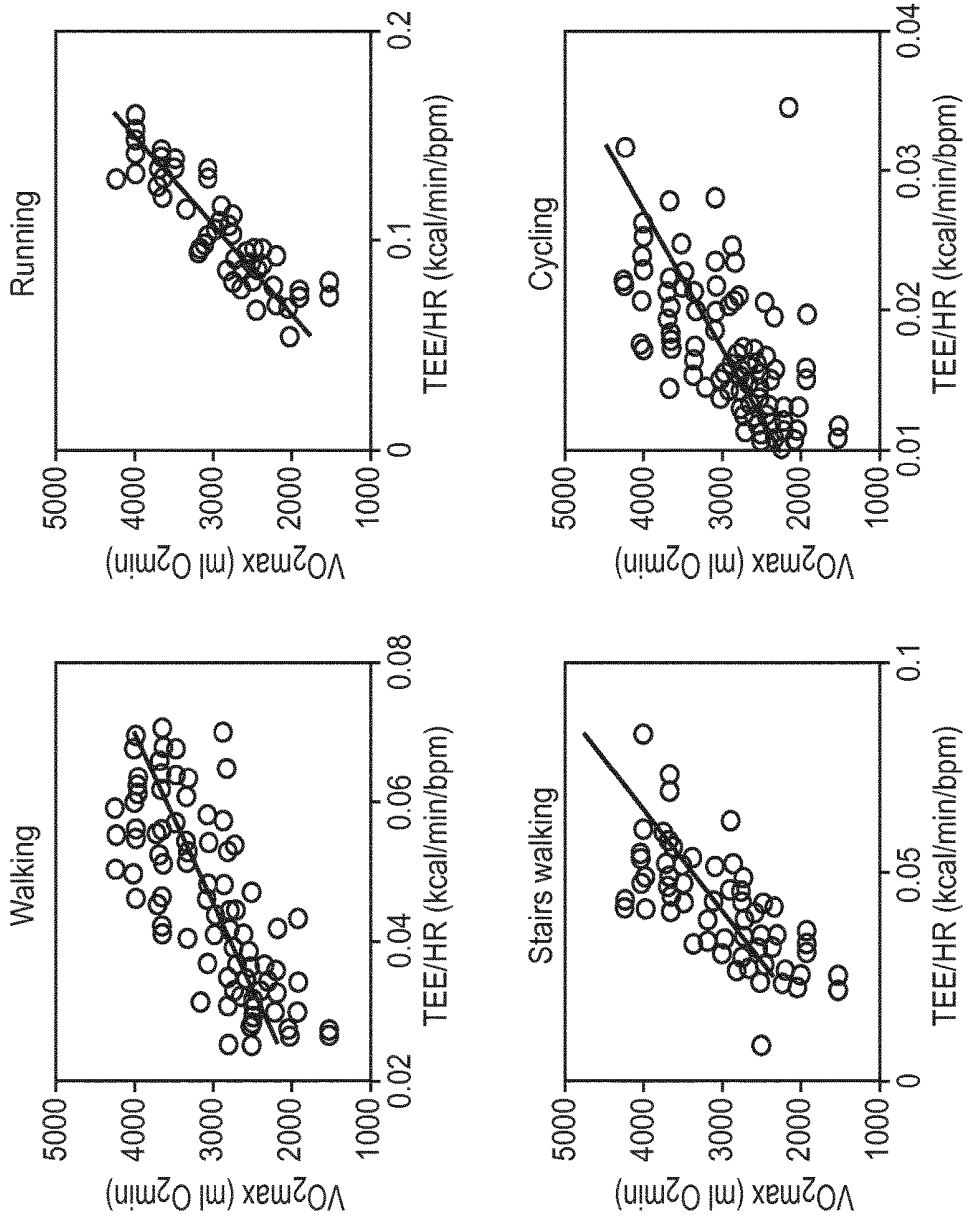 Walking
5000
4000
3000
2000
1000
VO₂max (ml O₂min)
0.02
0.04
0.06
0.08
TEE/HR (kcal/min/bpm)
Running
5000
4000
3000
2000
1000
VO₂max (ml O₂min)
0
0.1
0.2
TEE/HR (kcal/min/bpm)
Stairs walking
5000
4000
3000
2000
1000
VO₂max (ml O₂min)
0
0.05
0.1
TEE/HR (kcal/min/bpm)
Cycling
5000
4000
3000
2000
1000
VO₂max (ml O₂min)
0.01
0.02
0.03
0.04
TEE/HR (kcal/min/bpm)